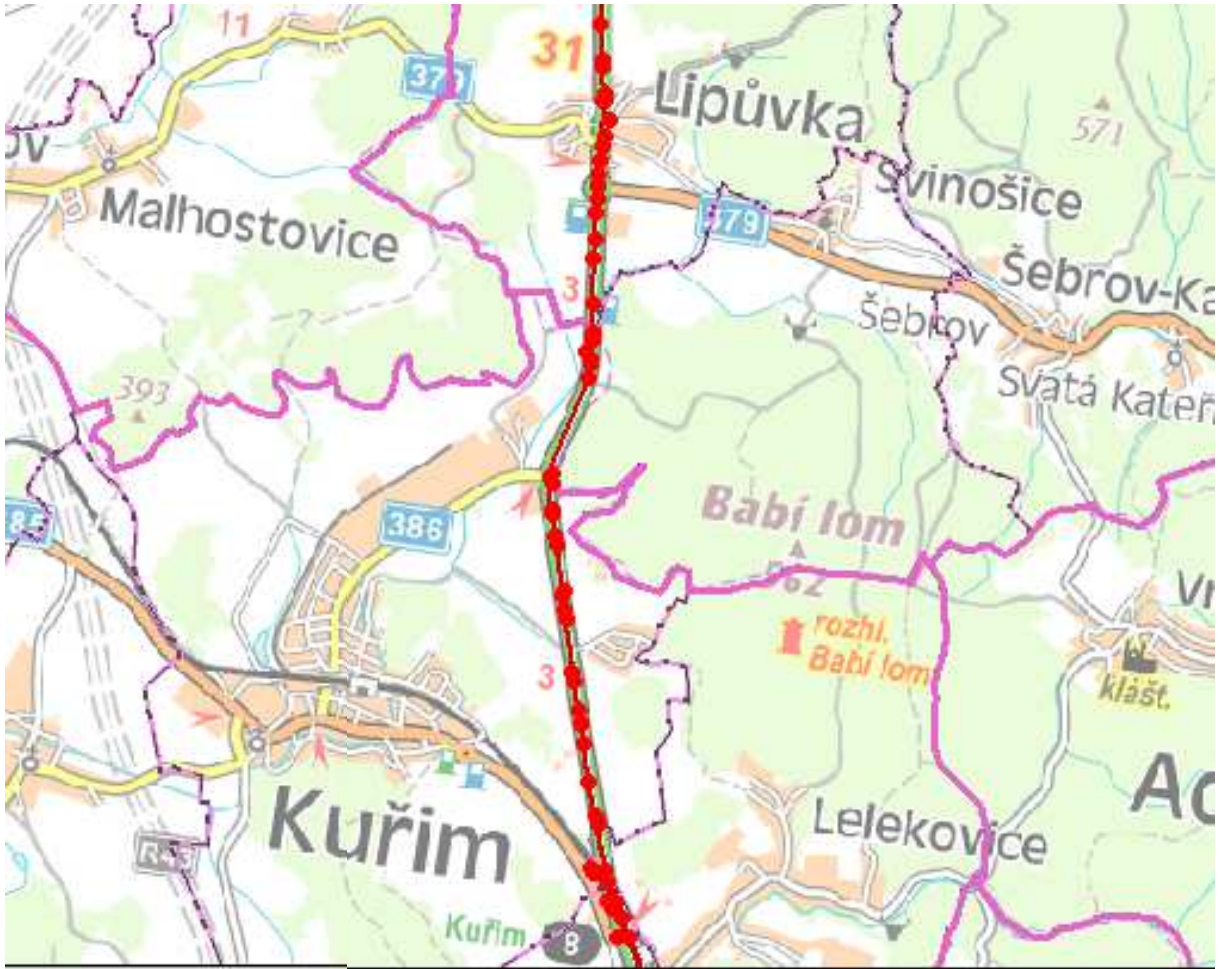 11
31
379
Lipůvka
571
Svinošice
Malhostovice
379
Šebrov-Ka
3
Šebrov
393
Svatá Kateř
Babí lom
386
rozhl.
Babí lom
klášt.
3
Kuřim
Lelekovice
R43
Kuřim
8